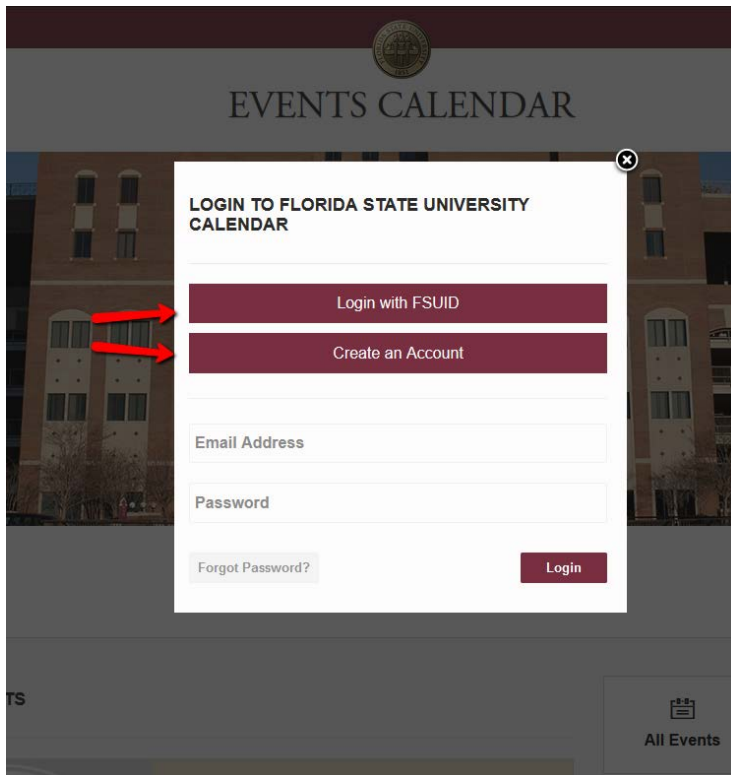 EVENTS CALENDAR
LOGIN TO FLORIDA STATE UNIVERSITY
CALENDAR
Login with FSUID
Create an Account
Email Address
Password
Forgot Password?
Login
TS
All Events